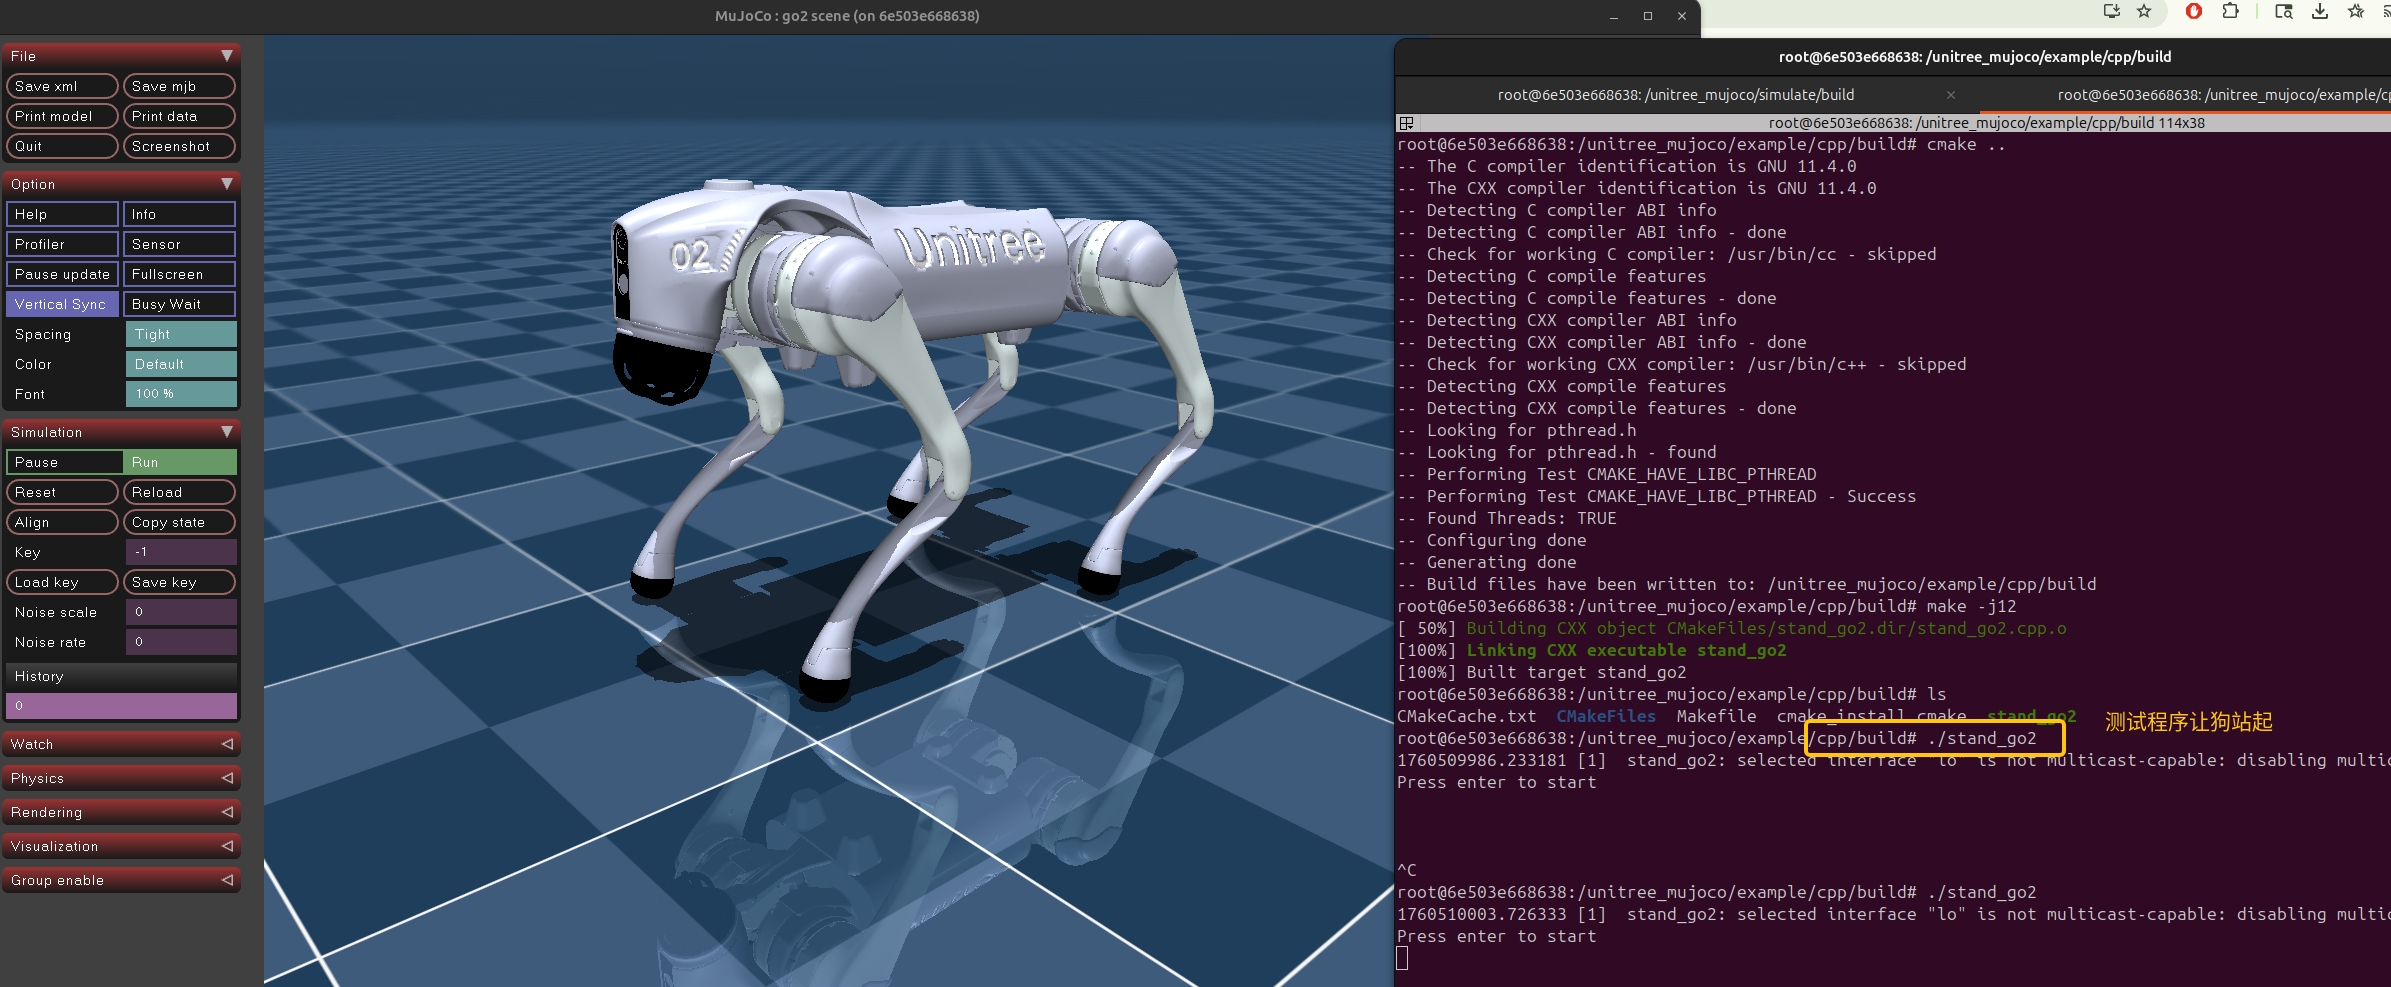 MuJoCo : go2 scene (on 6e503e668638)
File
Save xml
Save mjb
Print model
Print data
Quit
Screenshot
Option
Help
Info
Profiler
Sensor
Pause update
Fullscreen
Vertical Sync
Busy Wait
Spacing
Tight
Color
Default
Font
100 %
Simulation
Pause
Run
Reset
Reload
Align
Copy state
Key
-1
Load key
Save key
Noise scale
0
Noise rate
0
History
0
Watch
Physics
Rendering
Visualization
Group enable
02
Unitree
root@6e503e668638: /unitree_mujoco/example/cpp/build
root@6e503e668638: /unitree_mujoco/simulate/build
root@6e503e668638: /unitree_mujoco/example/cp
root@6e503e668638: /unitree_mujoco/example/cpp/build 114x38
root@6e503e668638:/unitree_mujoco/example/cpp/build# cmake ..
-- The C compiler identification is GNU 11.4.0
-- The CXX compiler identification is GNU 11.4.0
-- Detecting C compiler ABI info
-- Detecting C compiler ABI info - done
-- Check for working C compiler: /usr/bin/cc - skipped
-- Detecting C compile features
-- Detecting C compile features - done
-- Detecting CXX compiler ABI info
-- Detecting CXX compiler ABI info - done
-- Check for working CXX compiler: /usr/bin/c++ - skipped
-- Detecting CXX compile features
-- Detecting CXX compile features - done
-- Looking for pthread.h
-- Looking for pthread.h - found
-- Performing Test CMAKE_HAVE_LIBC_PTHREAD
-- Performing Test CMAKE_HAVE_LIBC_PTHREAD - Success
-- Found Threads: TRUE
-- Configuring done
-- Generating done
-- Build files have been written to: /unitree_mujoco/example/cpp/build
root@6e503e668638:/unitree_mujoco/example/cpp/build# make -j12
[ 50%] Building CXX object CMakeFiles/stand_go2.dir/stand_go2.cpp.o
[100%] Linking CXX executable stand_go2
[100%] Built target stand_go2
root@6e503e668638:/unitree_mujoco/example/cpp/build# ls
CMakeCache.txt  CMakeFiles  Makefile  cmake_install.cmake  stand_go2
测试程序让狗站起
root@6e503e668638:/unitree_mujoco/example/cpp/build# ./stand_go2
1760509986.233181 [1]  stand_go2: selected interface "lo" is not multicast-capable: disabling multic
Press enter to start
^C
root@6e503e668638:/unitree_mujoco/example/cpp/build# ./stand_go2
1760510003.726333 [1]  stand_go2: selected interface "lo" is not multicast-capable: disabling multic
Press enter to start